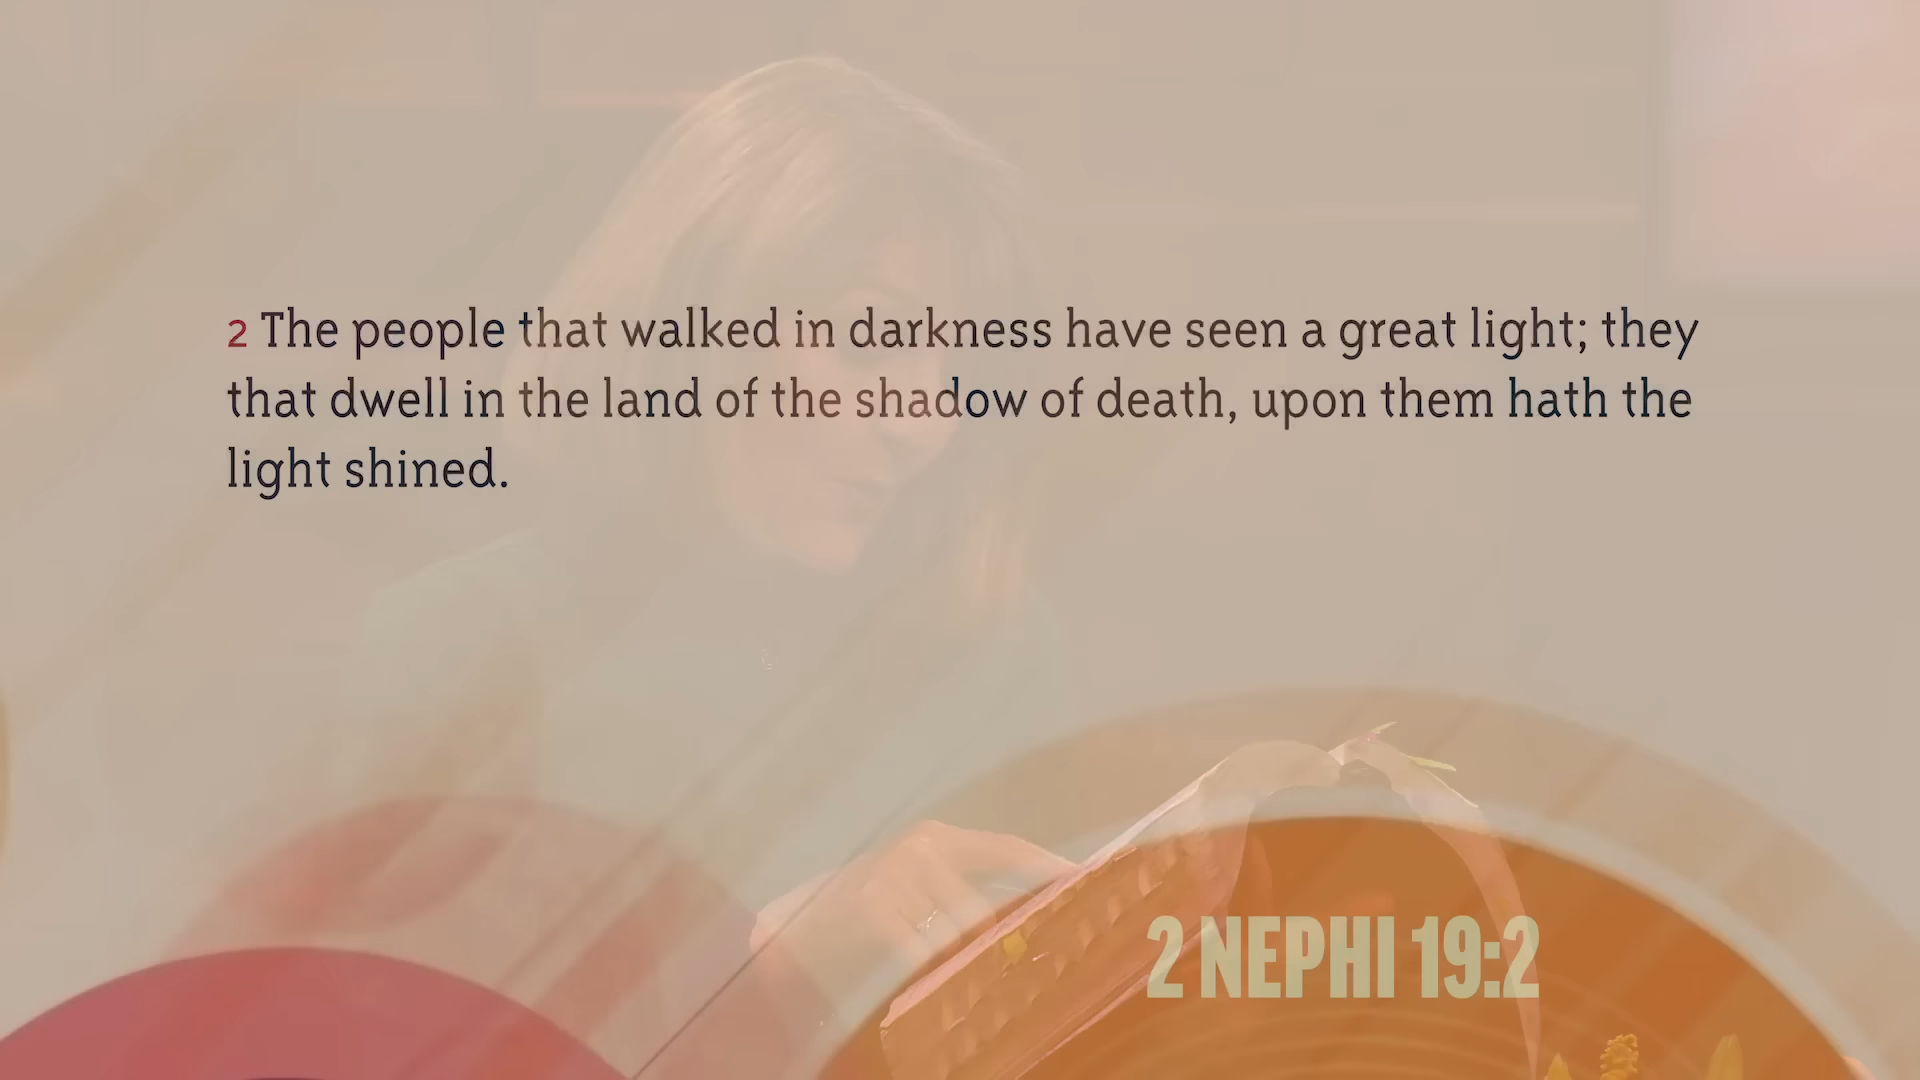 2 The people that walked in darkness have seen a great light; they
that dwell in the land of the shadow of death, upon them hath the
light shined.
2 NEPHI 19:2